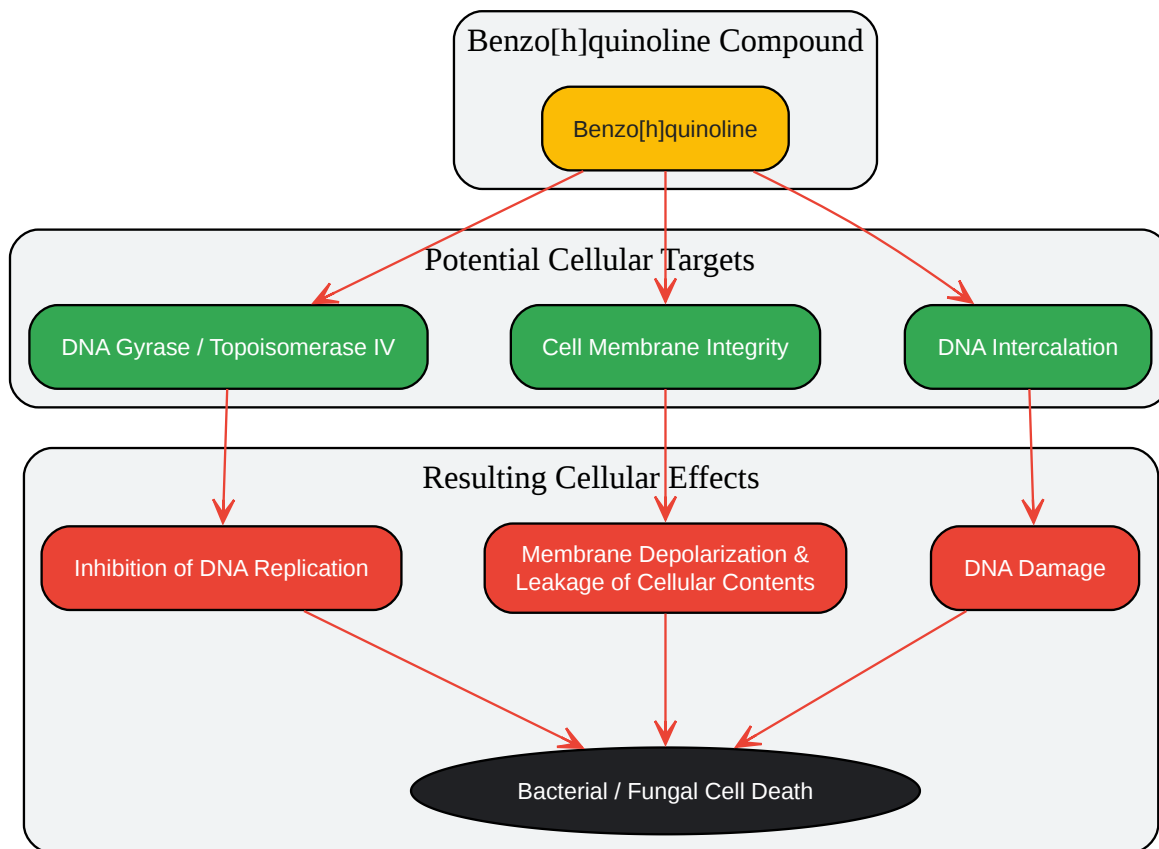 Benzo[h]quinoline Compound
Benzo[h]quinoline
Potential Cellular Targets
DNA Gyrase / Topoisomerase IV
Cell Membrane Integrity
DNA Intercalation
Resulting Cellular Effects
Inhibition of DNA Replication
Membrane Depolarization &
Leakage of Cellular Contents
DNA Damage
Bacterial / Fungal Cell Death